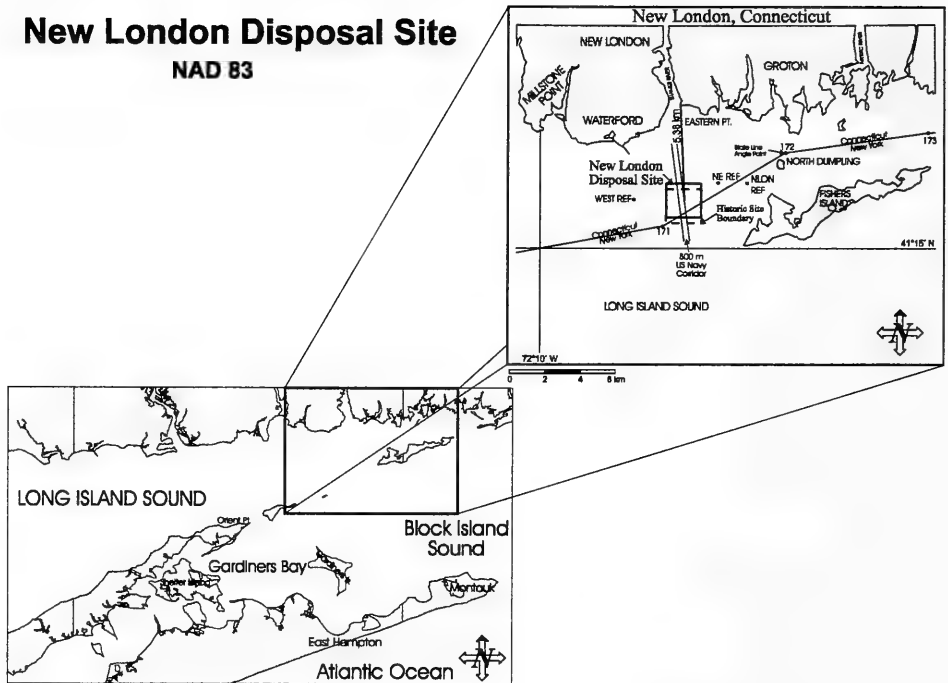 New London Disposal Site
NAD 83
New London, Connecticut
NEW LONDON
GROTON
MILLSTONE
POINT
WATERFORD
EASTERN PT.
5.38 km
State Line
Angle Point
172
Connecticut
New York
173
NORTH DUMPLING
New London
Disposal Site
NE REF
NLON
REF
WEST REF
FISHERS
ISLAND
Historic Site
Boundary
Connecticut
New York
171
41°15' N
800 m
US Navy
Corridor
LONG ISLAND SOUND
N
72°10' W
0 2 4 6 km
LONG ISLAND SOUND
Orient Pt.
Block Island
Sound
Gardiners Bay
Shelter Island
Montauk
East Hampton
Atlantic Ocean
N